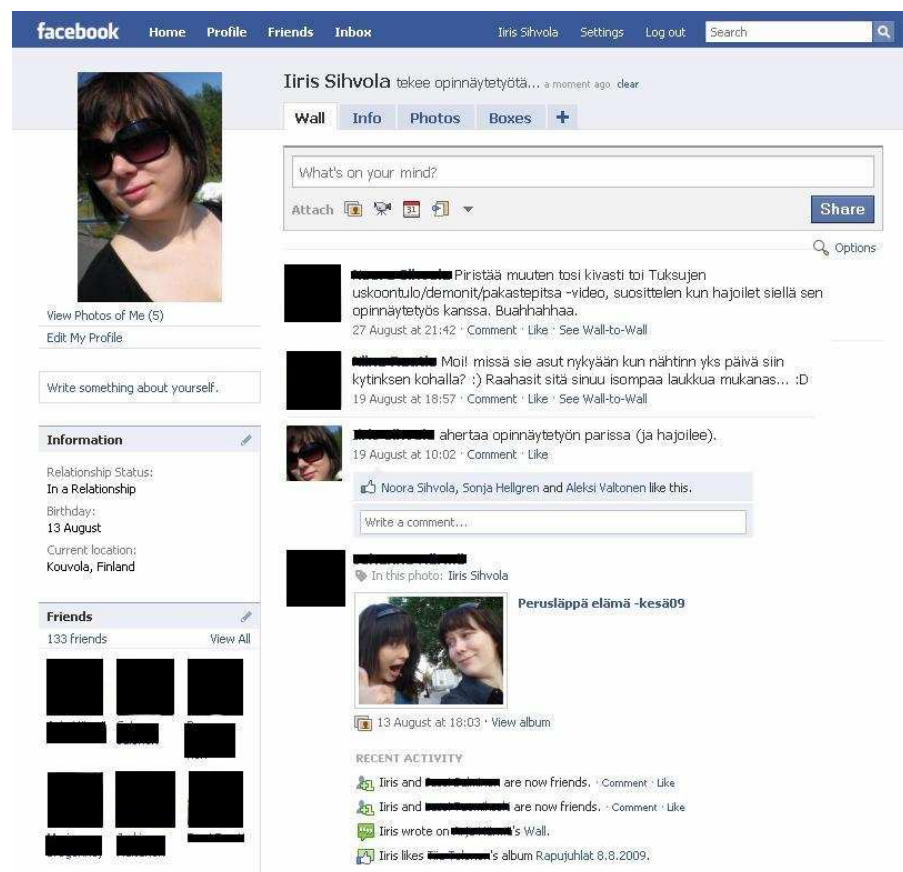 facebook Home Profile Friends Inbox Iiris Sihvola Settings Log out Search
Iiris Sihvola tekee opinnäytetyötä... a moment ago clear
Wall Info Photos Boxes +
What's on your mind?
Attach 31 Share
Options
View Photos of Me (5)
Edit My Profile
Write something about yourself.
Information
Relationship Status:
In a Relationship
Birthday:
13 August
Current location:
Kouvola, Finland
Friends
133 friends View All
Piristää muuten tosi kivasti toi Tuksujen
uskoontulo/demonit/pakastepitsa -video, suosittelen kun hajoilet siellä sen
opinnäytetyös kanssa. Buahhahhaa.
27 August at 21:42 · Comment · Like · See Wall-to-Wall
Moi! missä sie asut nykyään kun nähtinn yks päivä siin
kytinksen kohalla? :) Raahasit sitä sinuu isompaa laukkua mukanas... :D
19 August at 18:57 · Comment · Like · See Wall-to-Wall
ahertaa opinnäytetyön parissa (ja hajoilee).
19 August at 10:02 · Comment · Like
Noora Sihvola, Sonja Hellgren and Aleksi Valtonen like this.
Write a comment...
In this photo: Iiris Sihvola
Perusläppä elämä -kesä09
13 August at 18:03 · View album
RECENT ACTIVITY
Iiris and are now friends. · Comment · Like
Iiris and are now friends. · Comment · Like
Iiris wrote on 's Wall.
Iiris likes 's album Rapujuhlat 8.8.2009.